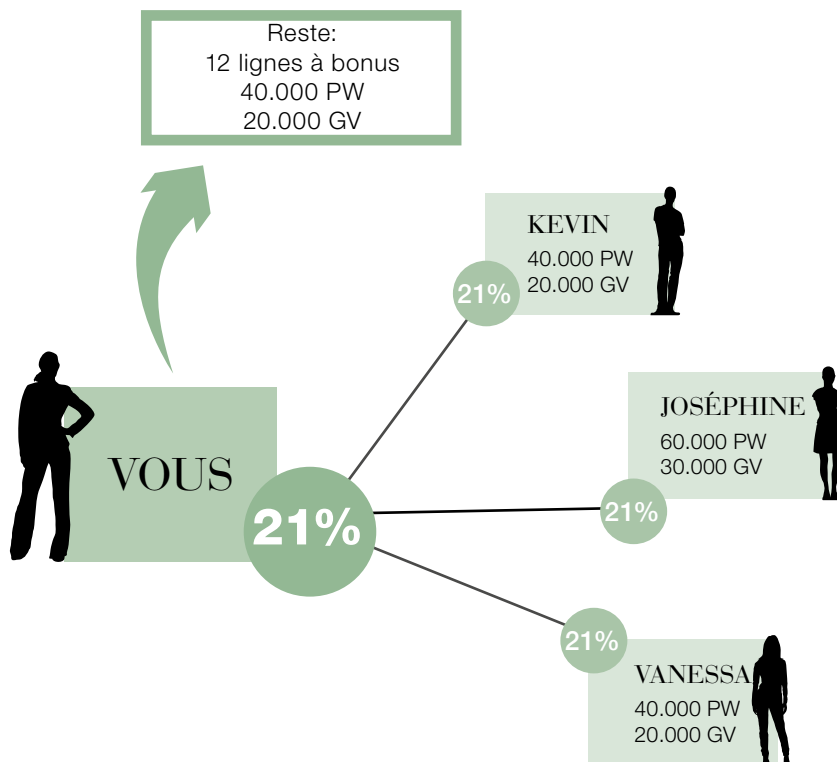 Reste:
12 lignes à bonus
40.000 PW
20.000 GV
KEVIN
40.000 PW
20.000 GV
21%
JOSÉPHINE
60.000 PW
30.000 GV
21%
VOUS
21%
21%
VANESSA
40.000 PW
20.000 GV